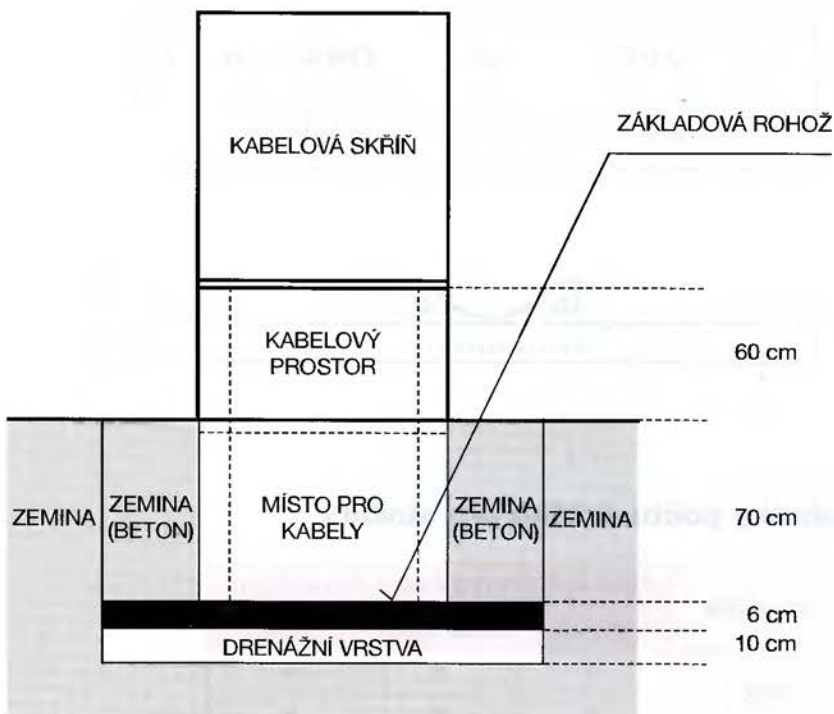 KABELOVÁ SKŘÍŇ
ZÁKLADOVÁ ROHOŽ
KABELOVÝ
PROSTOR
60 cm
ZEMINA
ZEMINA
(BETON)
MÍSTO PRO
KABELY
ZEMINA
(BETON)
ZEMINA
70 cm
6 cm
DRENÁŽNÍ VRSTVA
10 cm